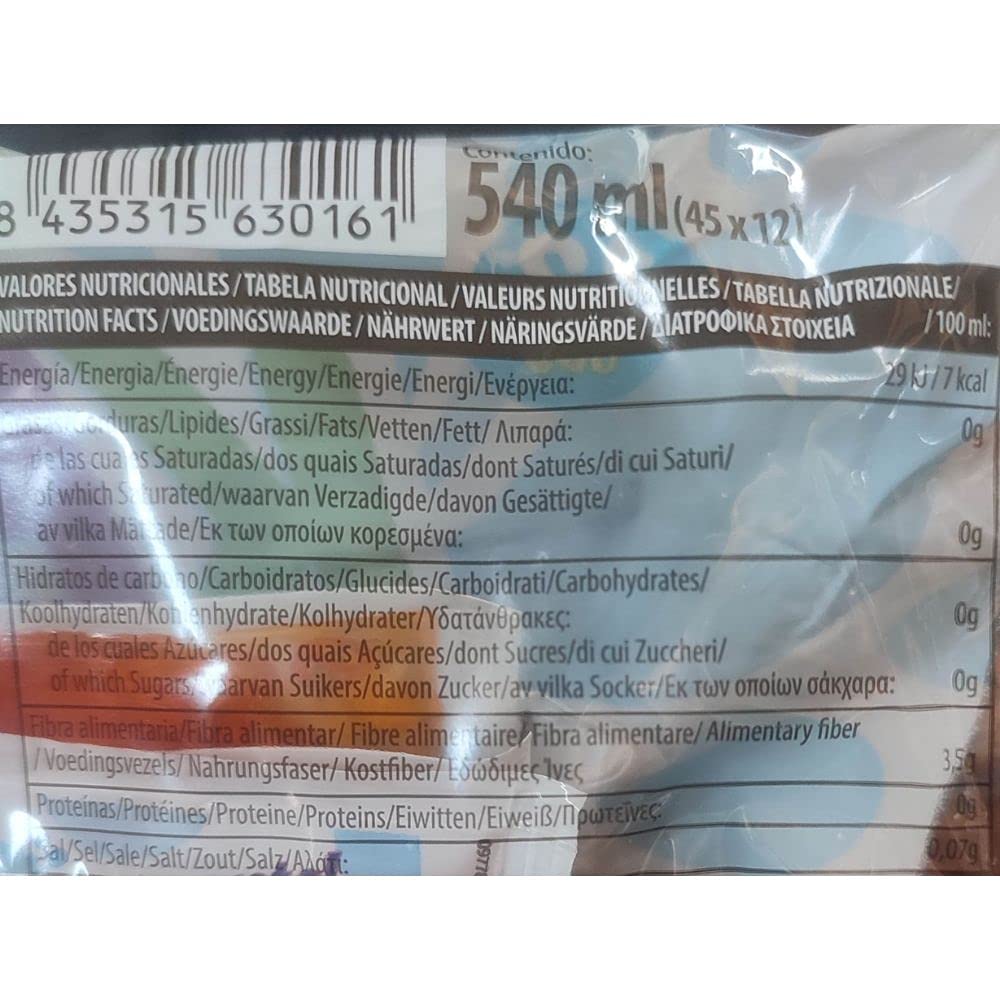 Contenido:
540 ml (45 x 12)
8 435315 630161
VALORES NUTRICIONALES / TABELA NUTRICIONAL / VALEURS NUTRITIONNELLES / TABELLA NUTRIZIONALE/
NUTRITION FACTS / VOEDINGSWAARDE / NÄHRWERT / NÄRINGSVÄRDE / ΔΙΑΤΡΟΦΙΚΑ ΣΤΟΙΧΕΙΑ / 100 ml:
Energía/Energia/Énergie/Energy/Energie/Energi/Ενέργεια: 29 kJ / 7 kcal
Grasas/Gorduras/Lipides/Grassi/Fats/Vetten/Fett/ Λιπαρά: 0g
de las cuales Saturadas/dos quais Saturadas/dont Saturés/di cui Saturi/
of which Saturated/waarvan Verzadigde/davon Gesättigte/
av vilka Mättade/Εκ των οποίων κορεσμένα: 0g
Hidratos de carbono/Carboidratos/Glucides/Carboidrati/Carbohydrates/
Koolhydraten/Kohlenhydrate/Kolhydrater/Υδατάνθρακες: 0g
de los cuales Azúcares/dos quais Açúcares/dont Sucres/di cui Zuccheri/
of which Sugars/waarvan Suikers/davon Zucker/av vilka Socker/Εκ των οποίων σάκχαρα: 0g
Fibra alimentaria/Fibra alimentar/ Fibre alimentaire/ Fibra alimentare/ Alimentary fiber
/Voedingsvezels/ Nahrungsfaser/ Kostfiber/ Εδώδιμες Ίνες 3,5g
Proteínas/Protéines/Proteine/Proteins/Eiwitten/Eiweiß/Πρωτεΐνες: 0g
Sal/Sel/Sale/Salt/Zout/Salz/Αλάτι: 0,07g